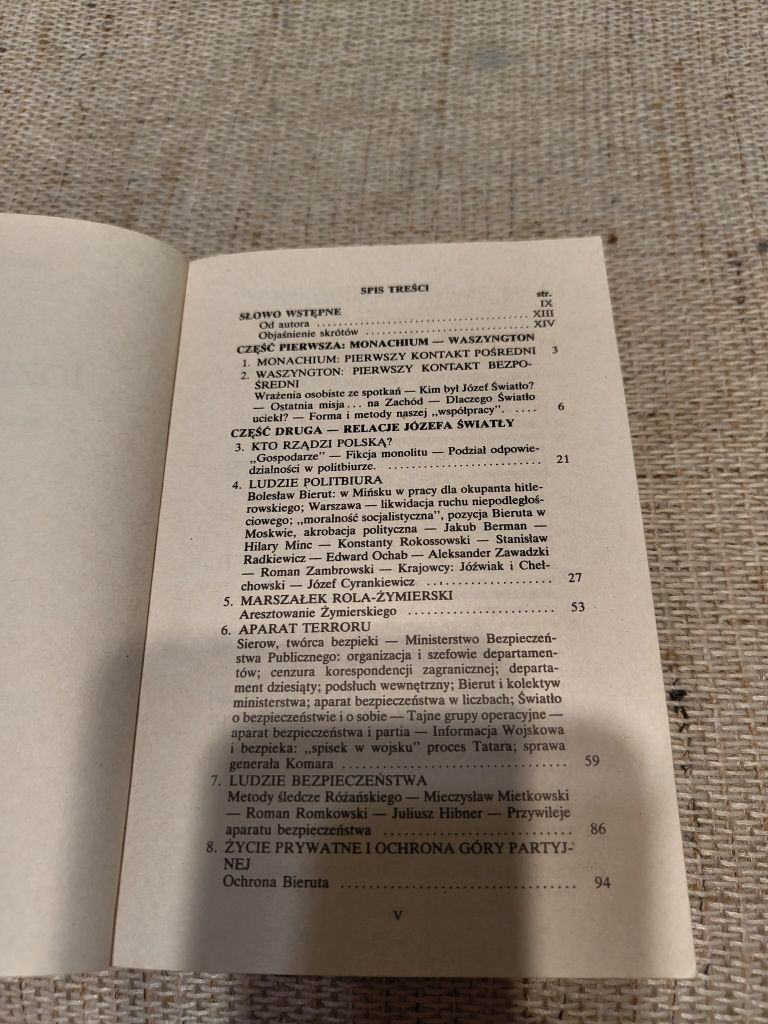 SPIS TREŚCI
str.
SŁOWO WSTĘPNE IX
Od autora ........................................ XIII
Objaśnienie skrótów ........................................ XIV
CZĘŚĆ PIERWSZA: MONACHIUM — WASZYNGTON
1. MONACHIUM: PIERWSZY KONTAKT POŚREDNI 3
2. WASZYNGTON: PIERWSZY KONTAKT BEZPO-
ŚREDNI
Wrażenia osobiste ze spotkań — Kim był Józef Światło?
— Ostatnia misja... na Zachód — Dlaczego Światło
uciekł? — Forma i metody naszej „współpracy". .... 6
CZĘŚĆ DRUGA — RELACJE JÓZEFA ŚWIATŁY
3. KTO RZĄDZI POLSKĄ?
„Gospodarze" — Fikcja monolitu — Podział odpowie-
dzialności w politbiurze. ............................ 21
4. LUDZIE POLITBIURA
Bolesław Bierut: w Mińsku w pracy dla okupanta hitle-
rowskiego; Warszawa — likwidacja ruchu niepodległoś-
ciowego; „moralność socjalistyczna", pozycja Bieruta w
Moskwie, akrobacja polityczna — Jakub Berman —
Hilary Minc — Konstanty Rokossowski — Stanisław
Radkiewicz — Edward Ochab — Aleksander Zawadzki
— Roman Zambrowski — Krajowcy: Jóźwiak i Cheł-
chowski — Józef Cyrankiewicz .................... 27
5. MARSZAŁEK ROLA-ŻYMIERSKI
Aresztowanie Żymierskiego ........................ 53
6. APARAT TERRORU
Sierow, twórca bezpieki — Ministerstwo Bezpieczeń-
stwa Publicznego: organizacja i szefowie departamen-
tów; cenzura korespondencji zagranicznej; departa-
ment dziesiąty; podsłuch wewnętrzny; Bierut i kolektyw
ministerstwa; aparat bezpieczeństwa w liczbach; Światło
o bezpieczeństwie i o sobie — Tajne grupy operacyjne —
aparat bezpieczeństwa i partia — Informacja Wojskowa
i bezpieka: „spisek w wojsku" proces Tatara; sprawa
generała Komara .................................... 59
7. LUDZIE BEZPIECZEŃSTWA
Metody śledcze Różańskiego — Mieczysław Mietkowski
— Roman Romkowski — Juliusz Hibner — Przywileje
aparatu bezpieczeństwa ............................ 86
8. ŻYCIE PRYWATNE I OCHRONA GÓRY PARTYJ-
NEJ
Ochrona Bieruta .................................... 94
V